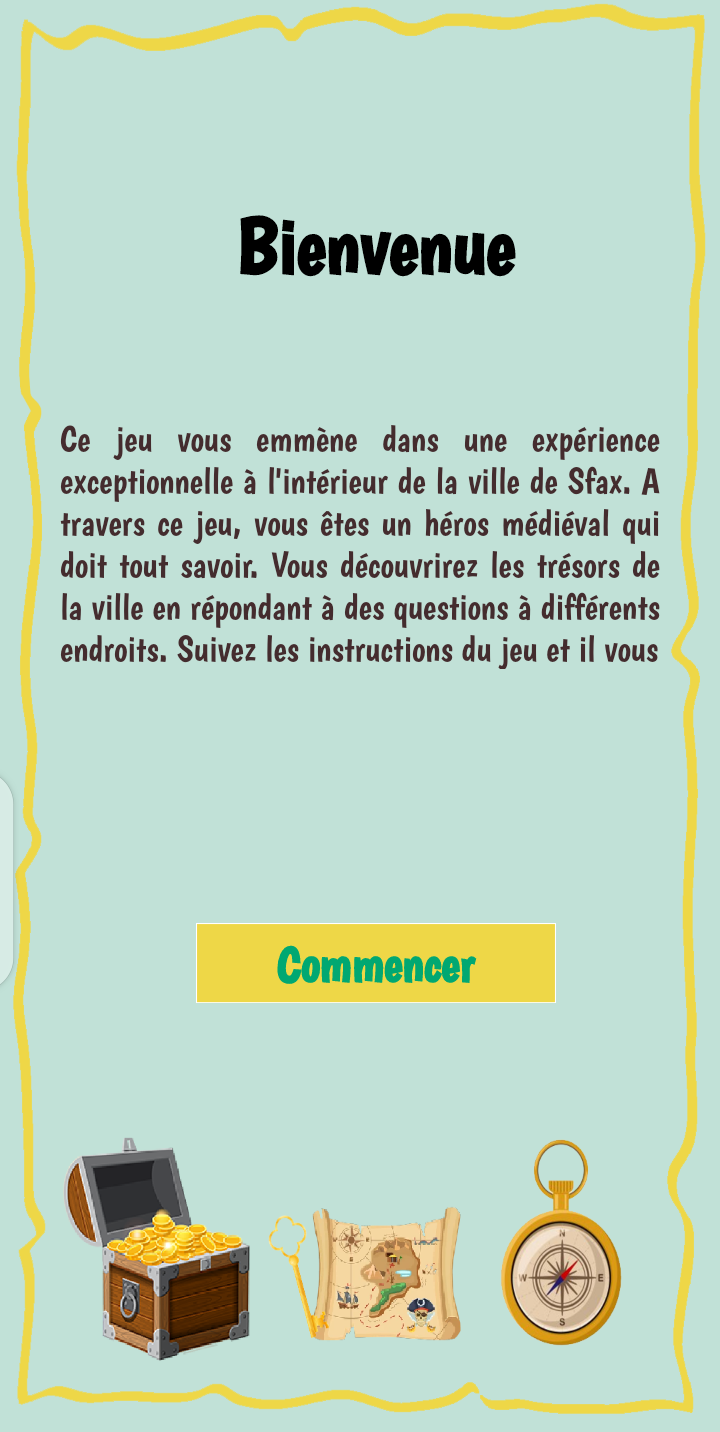 Bienvenue
Ce jeu vous emmène dans une expérience
exceptionnelle à l'intérieur de la ville de Sfax. A
travers ce jeu, vous êtes un héros médiéval qui
doit tout savoir. Vous découvrirez les trésors de
la ville en répondant à des questions à différents
endroits. Suivez les instructions du jeu et il vous
Commencer
N
W E
S